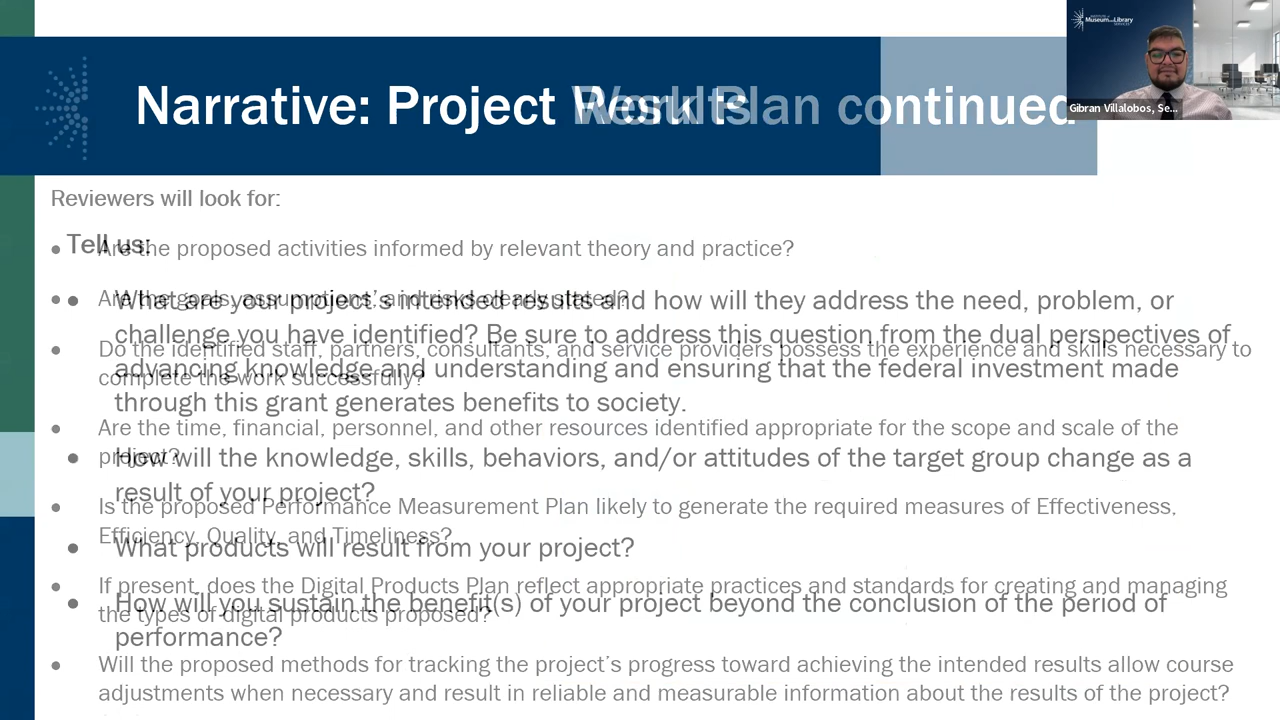 Museum and Library
SERVICES
Gibran Villalobos, Se...
Narrative: Project Work Plan continued
Reviewers will look for:
• Are the proposed activities informed by relevant theory and practice?
• Are the goals, assumptions, and risks clearly stated?
• Do the identified staff, partners, consultants, and service providers possess the experience and skills necessary to
complete the work successfully?
• Are the time, financial, personnel, and other resources identified appropriate for the scope and scale of the
project?
• Is the proposed Performance Measurement Plan likely to generate the required measures of Effectiveness,
Efficiency, Quality, and Timeliness?
• If present, does the Digital Products Plan reflect appropriate practices and standards for creating and managing
the types of digital products proposed?
• Will the proposed methods for tracking the project's progress toward achieving the intended results allow course
adjustments when necessary and result in reliable and measurable information about the results of the project?
Narrative: Project Results
Tell us:
• What are your project's intended results and how will they address the need, problem, or
challenge you have identified? Be sure to address this question from the dual perspectives of
advancing knowledge and understanding and ensuring that the federal investment made
through this grant generates benefits to society.
• How will the knowledge, skills, behaviors, and/or attitudes of the target group change as a
result of your project?
• What products will result from your project?
• How will you sustain the benefit(s) of your project beyond the conclusion of the period of
performance?